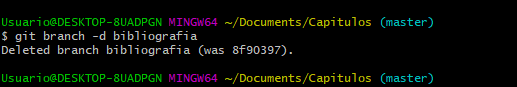 Usuario@DESKTOP-8UADPGN MINGW64 ~/Documents/Capitulos (master)
$ git branch -d bibliografia
Deleted branch bibliografia (was 8f90397).
Usuario@DESKTOP-8UADPGN MINGW64 ~/Documents/Capitulos (master)